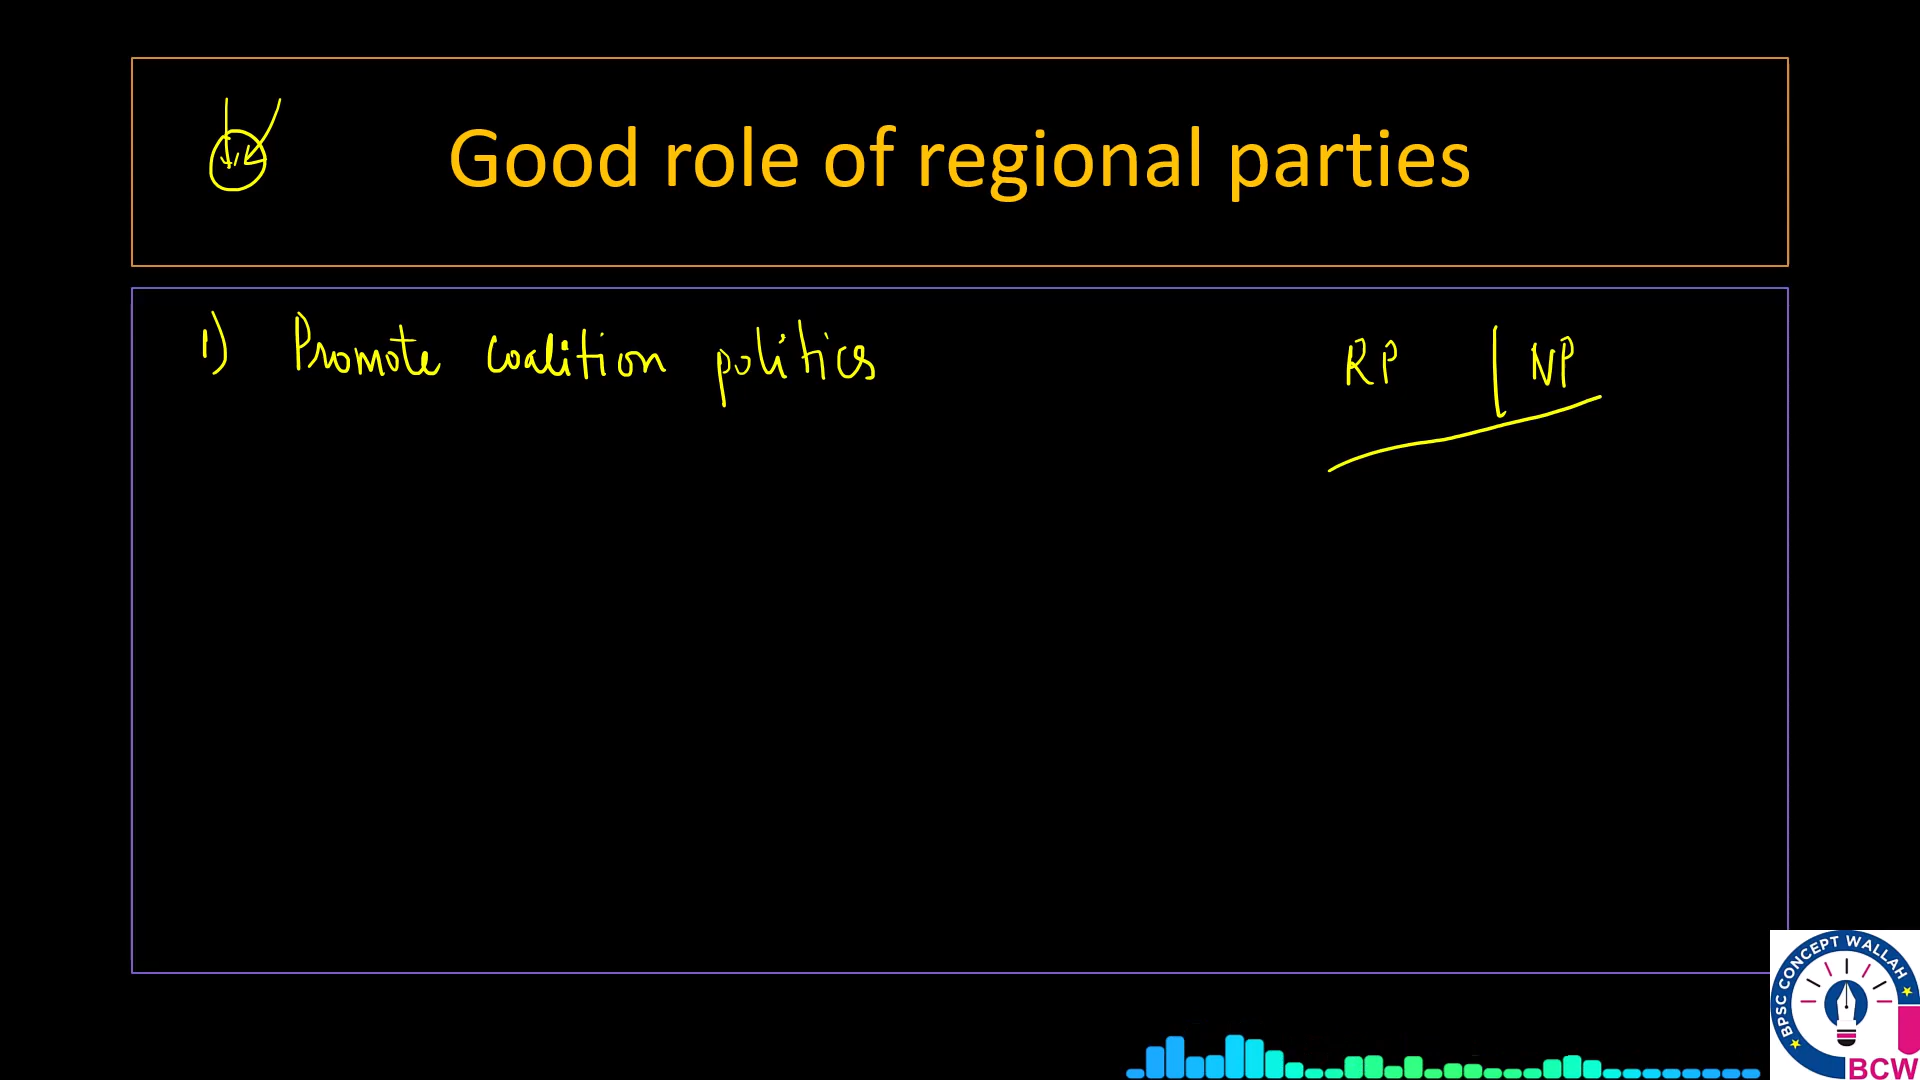 Good role of regional parties
1) Promote coalition politics
RP | NP
BPSC CONCEPT WALLAH
BCW